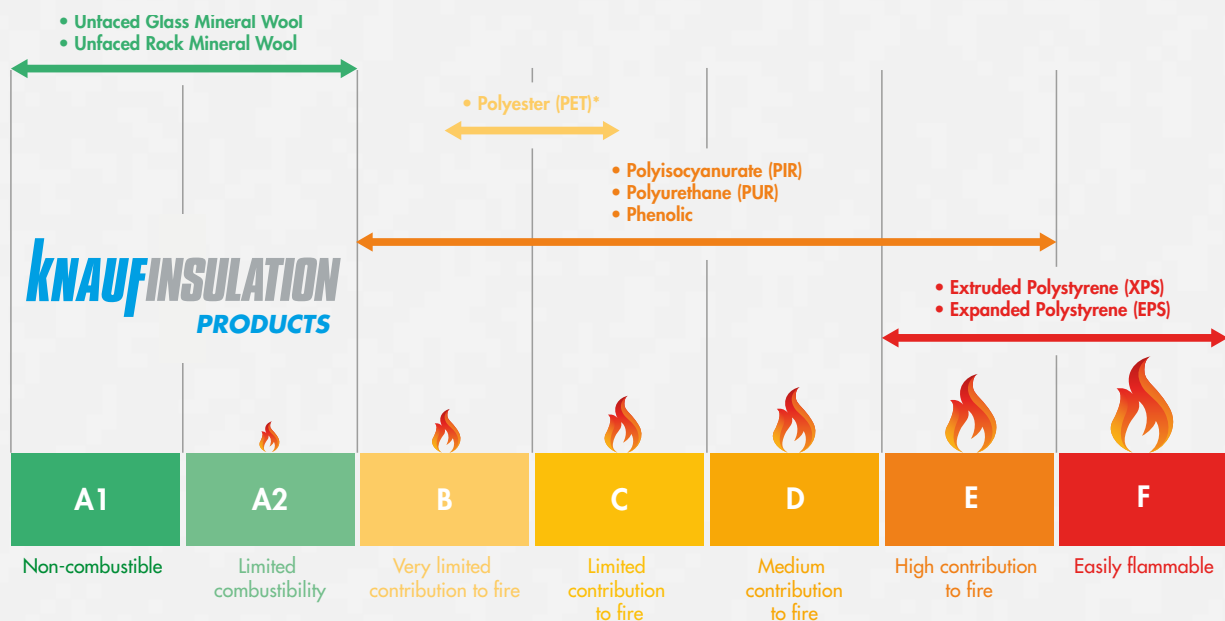 • Unfaced Glass Mineral Wool
• Unfaced Rock Mineral Wool
• Polyester (PET)*
• Polyisocyanurate (PIR)
• Polyurethane (PUR)
• Phenolic
KNAUFINSULATION
PRODUCTS
• Extruded Polystyrene (XPS)
• Expanded Polystyrene (EPS)
A1
A2
B
C
D
E
F
Non-combustible
Limited
combustibility
Very limited
contribution to fire
Limited
contribution
to fire
Medium
contribution
to fire
High contribution
to fire
Easily flammable